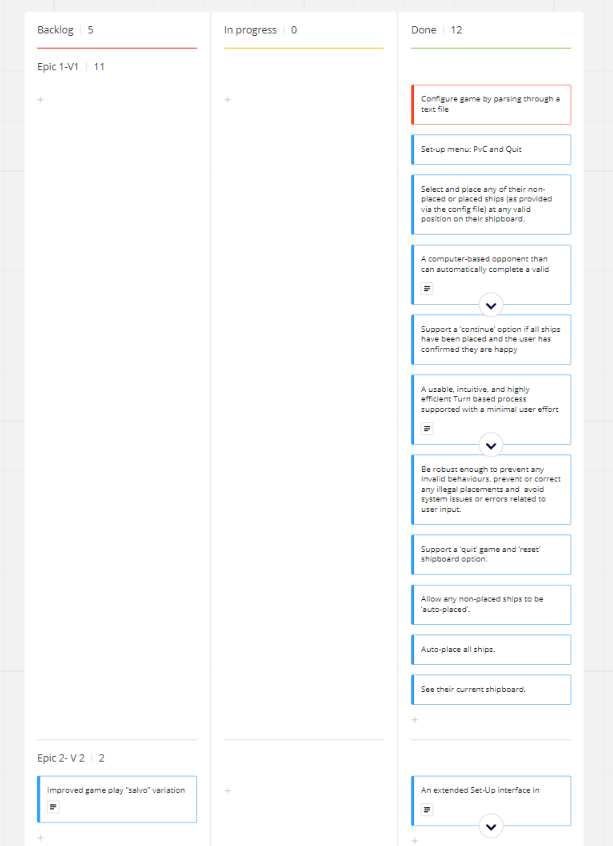 Backlog 5
In progress 0
Done 12
Epic 1-V1 11
+
+
Configure game by parsing through a
text file
Set-up menu: PvC and Quit
Select and place any of their non-
placed or placed ships (as provided
via the config file) at any valid
position on their shipboard.
A computer-based opponent than
can automatically complete a valid
Support a 'continue' option if all ships
have been placed and the user has
confirmed they are happy
A usable, intuitive, and highly
efficient Turn based process
supported with a minimal user effort
Be robust enough to prevent any
invalid behaviours, prevent or correct
any illegal placements and avoid
system issues or errors related to
user input.
Support a 'quit' game and 'reset'
shipboard option.
Allow any non-placed ships to be
'auto-placed'.
Auto-place all ships.
See their current shipboard.
+
Epic 2- V 2 2
Improved game play "salvo" variation
+
+
An extended Set-Up interface in
+